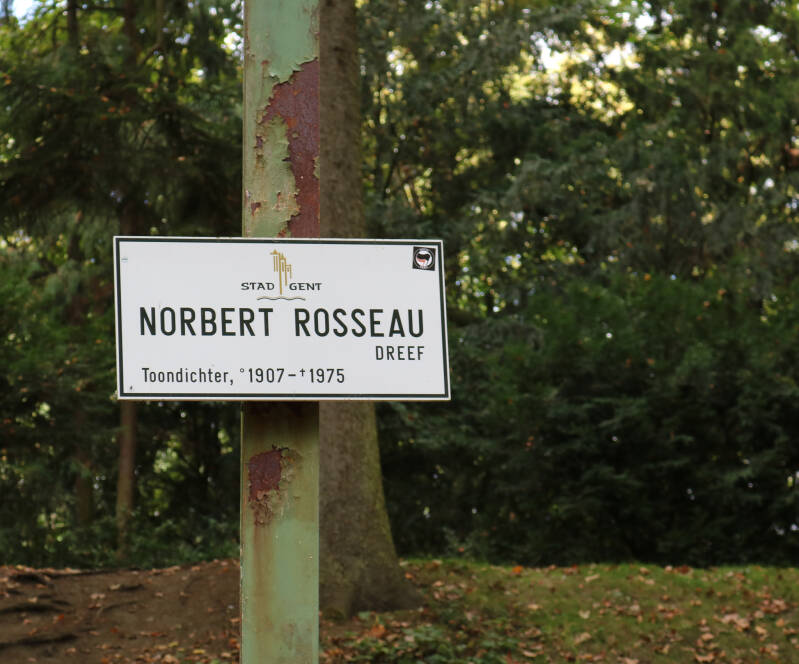 STAD GENT
NORBERT ROSSEAU
DREEF
Toondichter, °1907-†1975